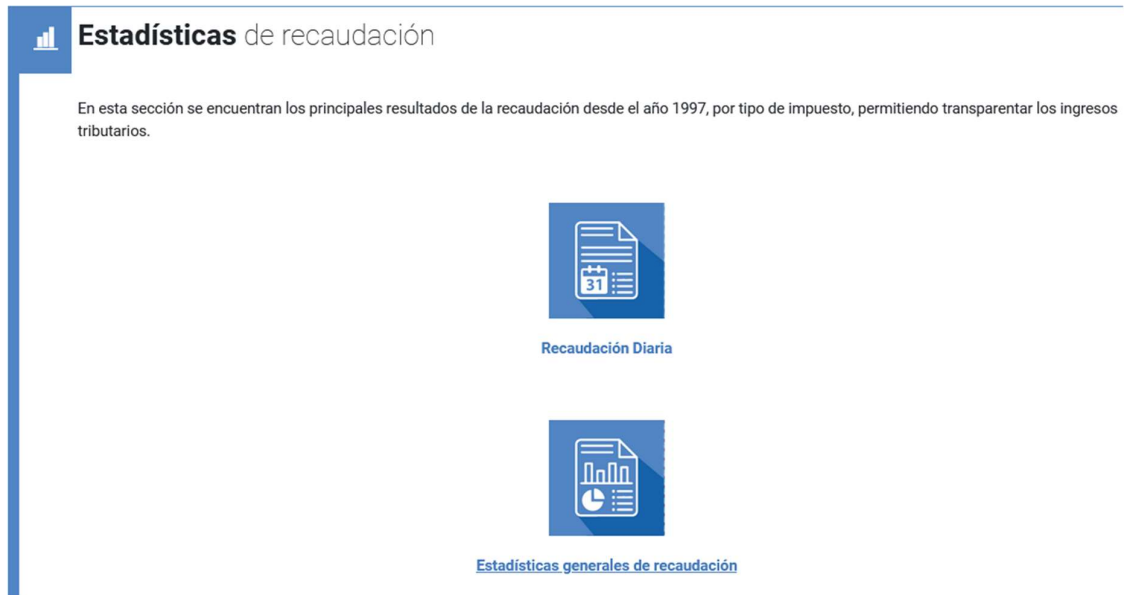 Estadísticas de recaudación
En esta sección se encuentran los principales resultados de la recaudación desde el año 1997, por tipo de impuesto, permitiendo transparentar los ingresos
tributarios.
31
Recaudación Diaria
Estadísticas generales de recaudación